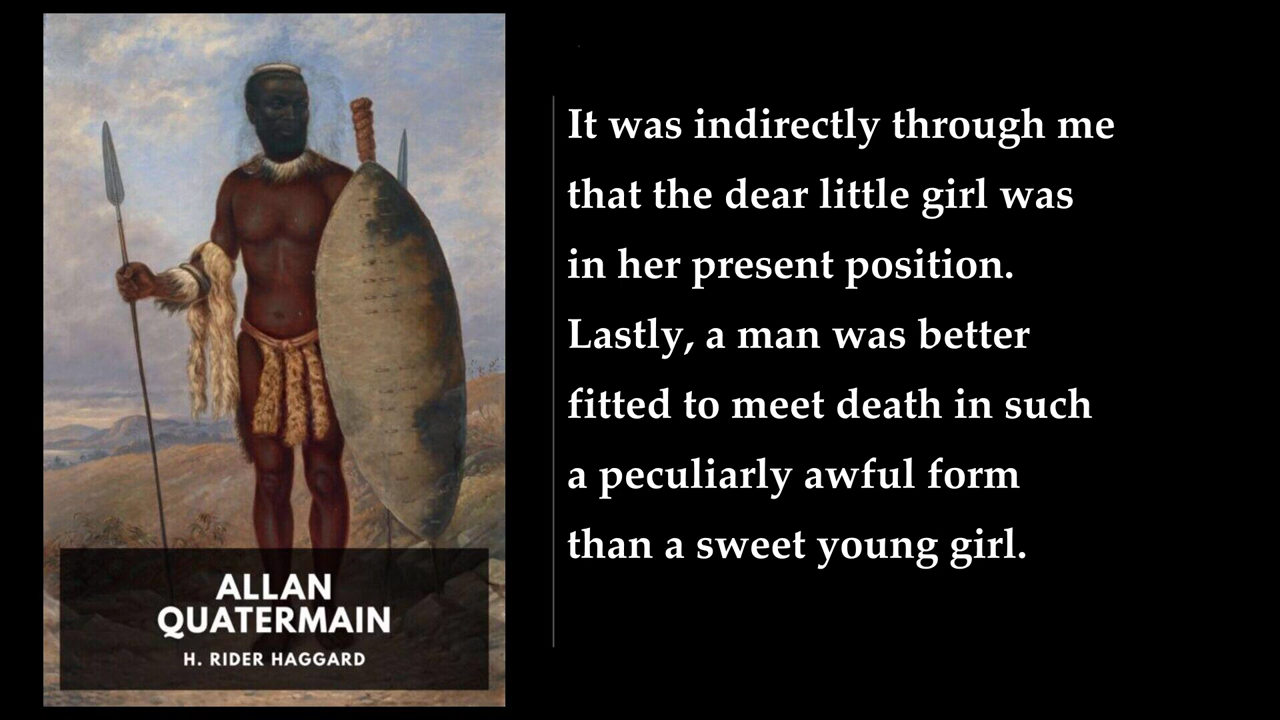 ALLAN
QUATERMAIN
H. RIDER HAGGARD
It was indirectly through me
that the dear little girl was
in her present position.
Lastly, a man was better
fitted to meet death in such
a peculiarly awful form
than a sweet young girl.